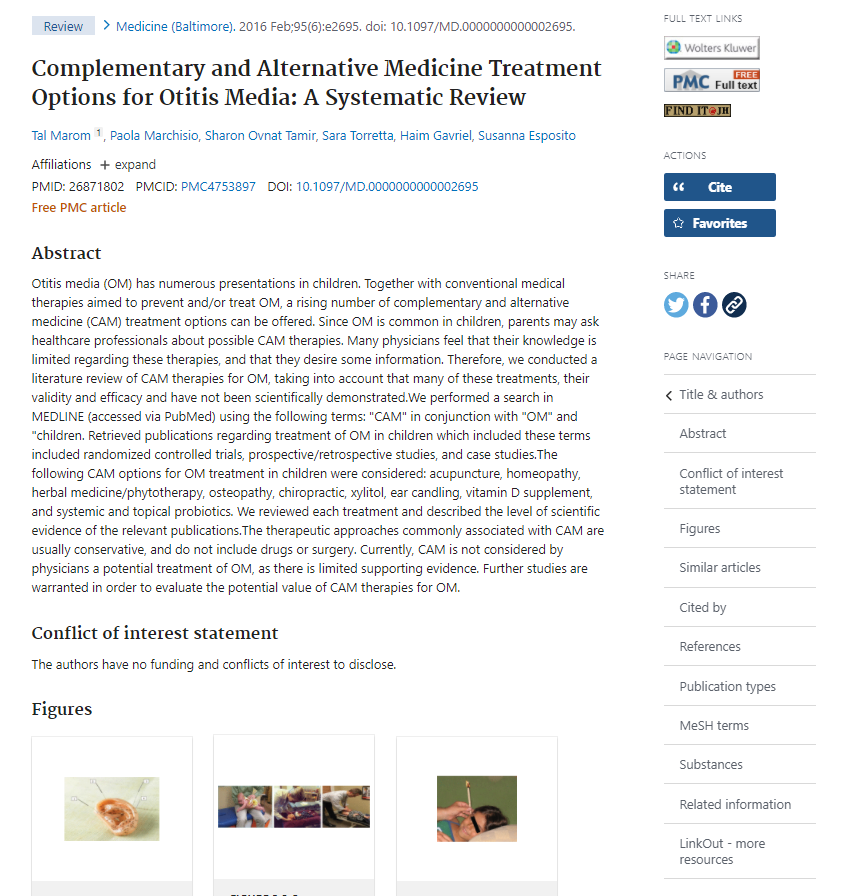 Review
Medicine (Baltimore). 2016 Feb;95(6):e2695. doi: 10.1097/MD.0000000000002695.
Complementary and Alternative Medicine Treatment
Options for Otitis Media: A Systematic Review
Tal Marom 1, Paola Marchisio, Sharon Ovnat Tamir, Sara Torretta, Haim Gavriel, Susanna Esposito
Affiliations + expand
PMID: 26871802 PMCID: PMC4753897 DOI: 10.1097/MD.0000000000002695
Free PMC article
Abstract
Otitis media (OM) has numerous presentations in children. Together with conventional medical
therapies aimed to prevent and/or treat OM, a rising number of complementary and alternative
medicine (CAM) treatment options can be offered. Since OM is common in children, parents may ask
healthcare professionals about possible CAM therapies. Many physicians feel that their knowledge is
limited regarding these therapies, and that they desire some information. Therefore, we conducted a
literature review of CAM therapies for OM, taking into account that many of these treatments, their
validity and efficacy and have not been scientifically demonstrated.We performed a search in
MEDLINE (accessed via PubMed) using the following terms: "CAM" in conjunction with "OM" and
"children. Retrieved publications regarding treatment of OM in children which included these terms
included randomized controlled trials, prospective/retrospective studies, and case studies.The
following CAM options for OM treatment in children were considered: acupuncture, homeopathy,
herbal medicine/phytotherapy, osteopathy, chiropractic, xylitol, ear candling, vitamin D supplement,
and systemic and topical probiotics. We reviewed each treatment and described the level of scientific
evidence of the relevant publications.The therapeutic approaches commonly associated with CAM are
usually conservative, and do not include drugs or surgery. Currently, CAM is not considered by
physicians a potential treatment of OM, as there is limited supporting evidence. Further studies are
warranted in order to evaluate the potential value of CAM therapies for OM.
Conflict of interest statement
The authors have no funding and conflicts of interest to disclose.
Figures
FULL TEXT LINKS
Wolters Kluwer
PMC FREE Full text
FIND IT@JH
ACTIONS
Cite
Favorites
SHARE
PAGE NAVIGATION
Title & authors
Abstract
Conflict of interest
statement
Figures
Similar articles
Cited by
References
Publication types
MeSH terms
Substances
Related information
LinkOut - more
resources